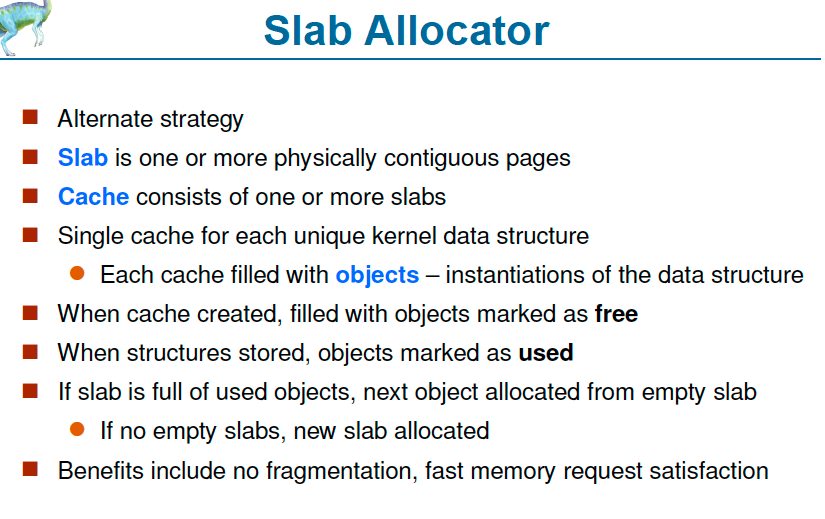 Slab Allocator
Alternate strategy
Slab is one or more physically contiguous pages
Cache consists of one or more slabs
Single cache for each unique kernel data structure
Each cache filled with objects – instantiations of the data structure
When cache created, filled with objects marked as free
When structures stored, objects marked as used
If slab is full of used objects, next object allocated from empty slab
If no empty slabs, new slab allocated
Benefits include no fragmentation, fast memory request satisfaction